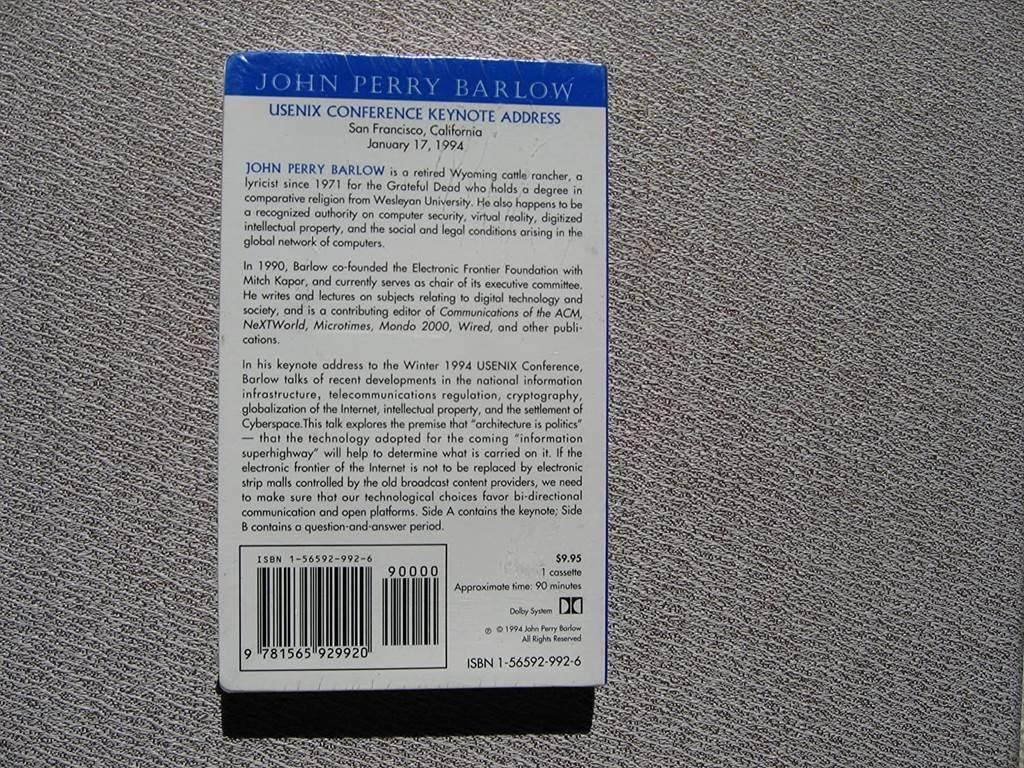 JOHN PERRY BARLOW
USENIX CONFERENCE KEYNOTE ADDRESS
San Francisco, California
January 17, 1994
JOHN PERRY BARLOW is a retired Wyoming cattle rancher, a
lyricist since 1971 for the Grateful Dead who holds a degree in
comparative religion from Wesleyan University. He also happens to be
a recognized authority on computer security, virtual reality, digitized
intellectual property, and the social and legal conditions arising in the
global network of computers.
In 1990, Barlow co-founded the Electronic Frontier Foundation with
Mitch Kapor, and currently serves as chair of its executive committee.
He writes and lectures on subjects relating to digital technology and
society, and is a contributing editor of Communications of the ACM,
NeXTWorld, Microtimes, Mondo 2000, Wired, and other publi-
cations.
In his keynote address to the Winter 1994 USENIX Conference,
Barlow talks of recent developments in the national information
infrastructure, telecommunications regulation, cryptography,
globalization of the Internet, intellectual property, and the settlement of
Cyberspace.This talk explores the premise that "architecture is politics"
— that the technology adopted for the coming "information
superhighway" will help to determine what is carried on it. If the
electronic frontier of the Internet is not to be replaced by electronic
strip malls controlled by the old broadcast content providers, we need
to make sure that our technological choices favor bi-directional
communication and open platforms. Side A contains the keynote; Side
B contains a question-and-answer period.
ISBN 1-56592-992-6
90000
9 781565 929920
$9.95
1 cassette
Approximate time: 90 minutes
Dolby System
℗ © 1994 John Perry Barlow
All Rights Reserved
ISBN 1-56592-992-6